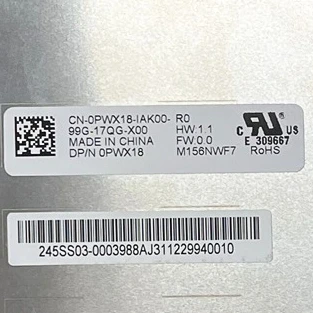 CN-0PWX18-IAK00- R0
99G-17QG-X00 HW:1.1
MADE IN CHINA FW:0.0
DP/N 0PWX18 M156NWF7
C RU US
E 309667
RoHS
245SS03-0003988AJ311229940010